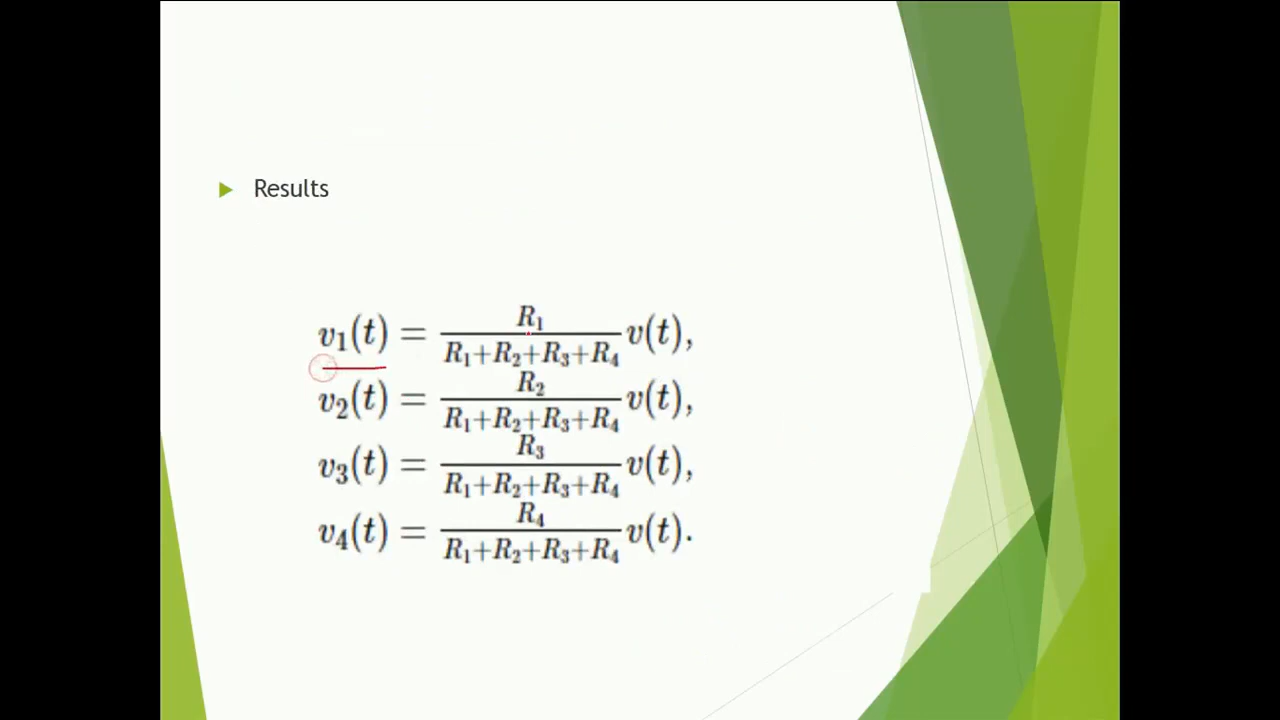 Results
v₁(t) = R₁/(R₁+R₂+R₃+R₄) v(t),
v₂(t) = R₂/(R₁+R₂+R₃+R₄) v(t),
v₃(t) = R₃/(R₁+R₂+R₃+R₄) v(t),
v₄(t) = R₄/(R₁+R₂+R₃+R₄) v(t).